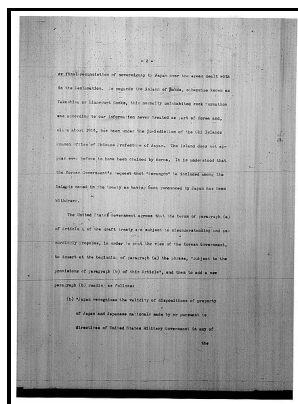 - 2 -
or final renunciation of sovereignty by Japan over the areas dealt with
in the Declaration. As regards the island of Dokdo, otherwise known as
Takeshima or Liancourt Rocks, this normally uninhabited rock formation
was according to our information never treated as part of Korea and,
since about 1905, has been under the jurisdiction of the Oki Islands
Branch Office of Shimane Prefecture of Japan. The island does not ap-
pear ever before to have been claimed by Korea. It is understood that
the Korean Government's request that "Parangdo" be included among the
islands named in the treaty as having been renounced by Japan has been
withdrawn.
The United States Government agrees that the terms of paragraph (a)
of Article 4 of the draft treaty are subject to misunderstanding and ac-
cordingly proposes, in order to meet the view of the Korean Government,
to insert at the beginning of paragraph (a) the phrase, "Subject to the
provisions of paragraph (b) of this Article", and then to add a new
paragraph (b) reading as follows:
(b) "Japan recognizes the validity of dispositions of property
of Japan and Japanese nationals made by or pursuant to
directives of United States Military Government in any of
the